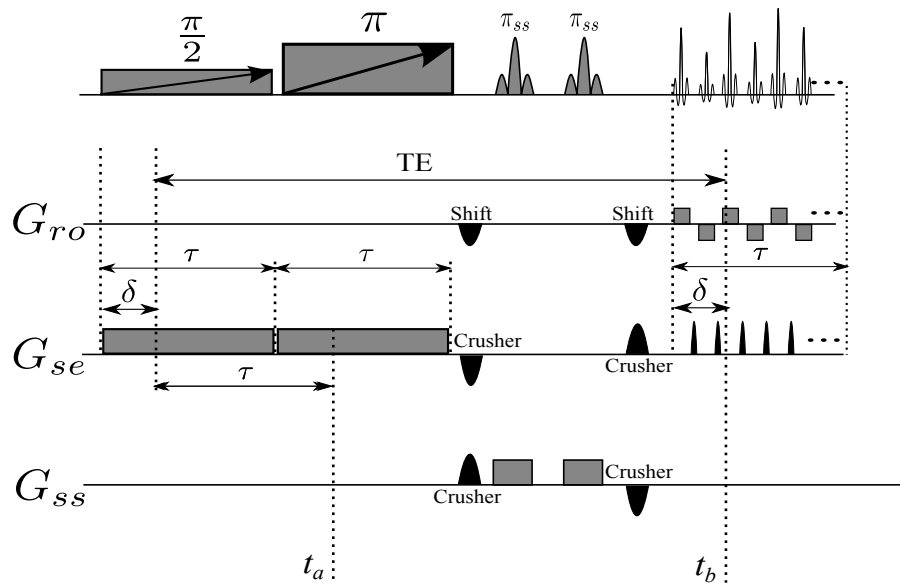 π/2
π
π_ss
π_ss
TE
G_ro
Shift
Shift
τ
τ
τ
δ
δ
G_se
Crusher
Crusher
τ
G_ss
Crusher
Crusher
t_a
t_b